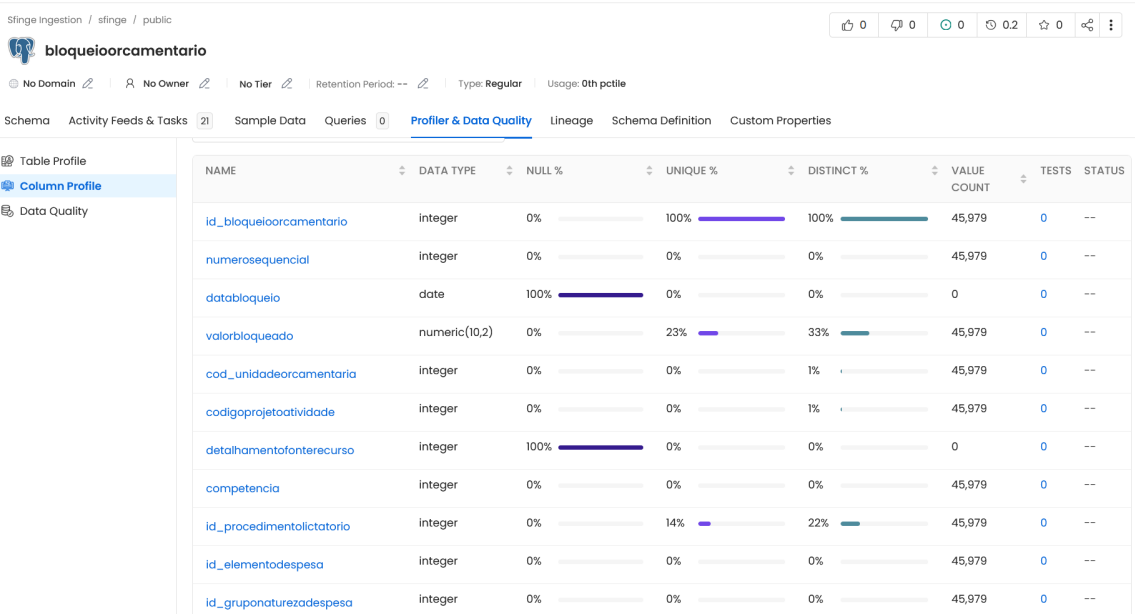 Sfinge Ingestion / sfinge / public
0 0 0 0.2 0
bloqueioorcamentario
No Domain No Owner No Tier Retention Period: -- Type: Regular Usage: 0th pctile
Schema Activity Feeds & Tasks 21 Sample Data Queries 0 Profiler & Data Quality Lineage Schema Definition Custom Properties
Table Profile
Column Profile
Data Quality
NAME DATA TYPE NULL % UNIQUE % DISTINCT % VALUE COUNT TESTS STATUS
id_bloqueioorcamentario integer 0% 100% 100% 45,979 0 --
numerosequencial integer 0% 0% 0% 45,979 0 --
databloqueio date 100% 0% 0% 0 0 --
valorbloqueado numeric(10,2) 0% 23% 33% 45,979 0 --
cod_unidadeorcamentaria integer 0% 0% 1% 45,979 0 --
codigoprojetoatividade integer 0% 0% 1% 45,979 0 --
detalhamentofonterecurso integer 100% 0% 0% 0 0 --
competencia integer 0% 0% 0% 45,979 0 --
id_procedimentolictatorio integer 0% 14% 22% 45,979 0 --
id_elementodespesa integer 0% 0% 0% 45,979 0 --
id_gruponaturezadespesa integer 0% 0% 0% 45,979 0 --